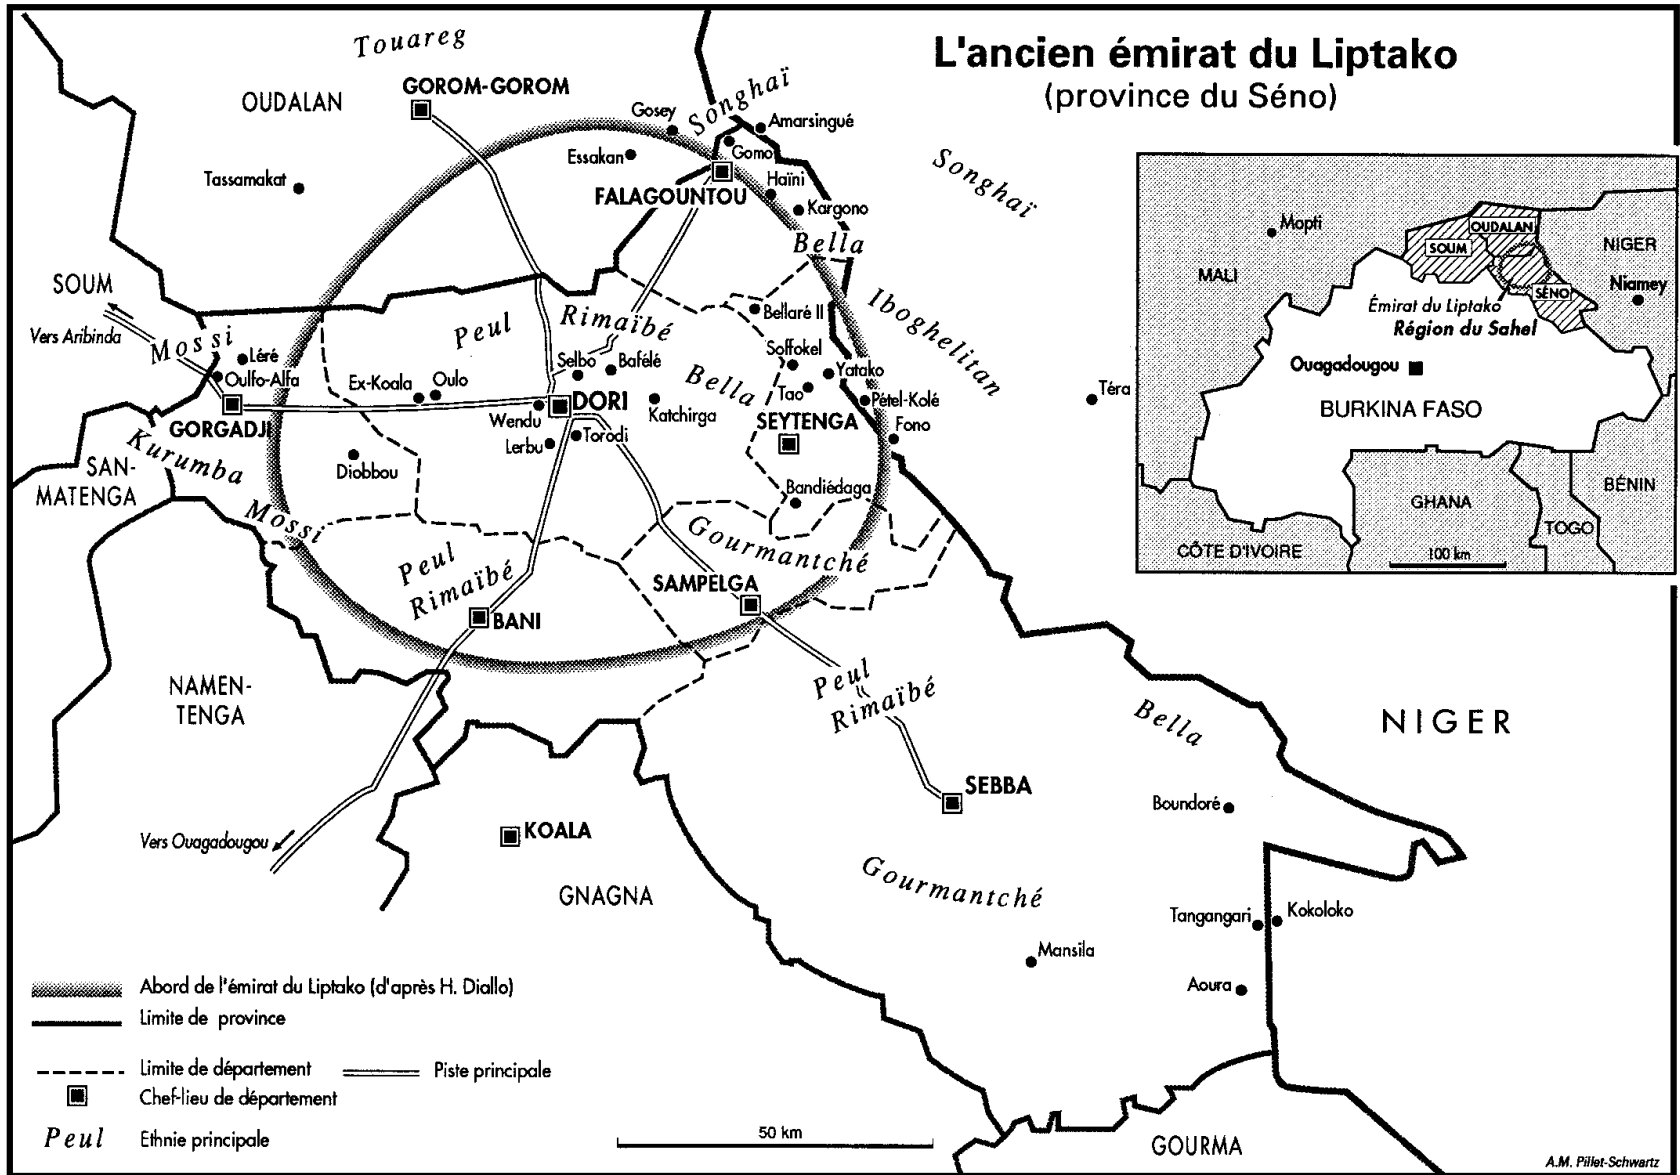 L'ancien émirat du Liptako
(province du Séno)
Touareg
GOROM-GOROM
OUDALAN
Songhaï
Gosey
Amarsingué
Essakan
Gomo
Songhaï
Tassamakat
Haïni
FALAGOUNTOU
Kargono
Bella
SOUM
Iboghelitan
Vers Aribinda
Mossi
Peul
Rimaïbé
Bellaré II
Léré
Selbo
Bafélé
Soffokel
Oulfo-Alfa
Ex-Koala
Oulo
Bella
Yatako
Tao
Téra
DORI
Pétel-Kolé
Wendu
Katchirga
SEYTENGA
GORGADJI
Fono
Lerbu
Torodi
Kurumba
SAN-
MATENGA
Diobbou
Bandiédaga
Mossi
Gourmantché
Peul
Rimaïbé
SAMPELGA
BANI
NAMEN-
TENGA
Peul
Rimaïbé
Bella
NIGER
SEBBA
Boundoré
KOALA
Vers Ouagadougou
Gourmantché
GNAGNA
Tangangari
Kokoloko
Mansila
Aoura
GOURMA
Mopti
OUDALAN
SOUM
NIGER
MALI
Niamey
SÉNO
Émirat du Liptako
Région du Sahel
Ouagadougou
BURKINA FASO
BÉNIN
GHANA
TOGO
CÔTE D'IVOIRE
100 km
Abord de l'émirat du Liptako (d'après H. Diallo)
Limite de province
Limite de département
Piste principale
Chef-lieu de département
Peul
Ethnie principale
50 km
A.M. Pillet-Schwartz